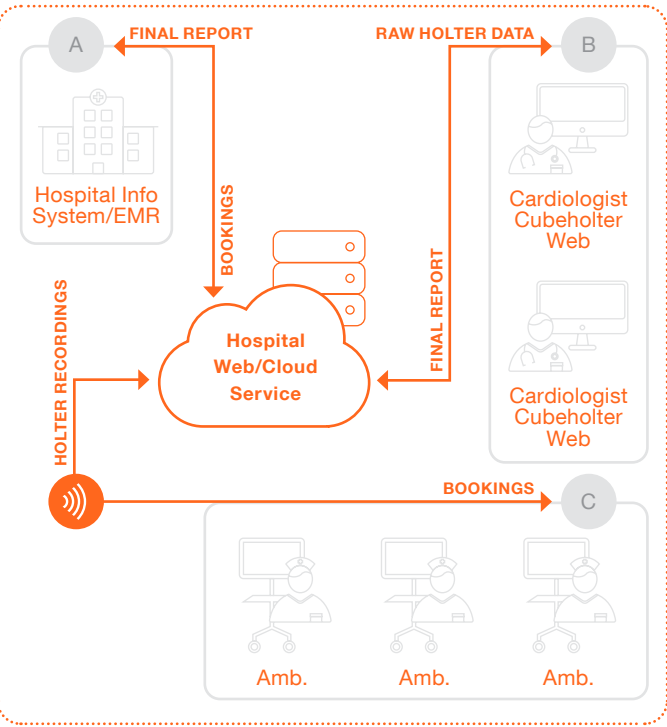 A
FINAL REPORT
RAW HOLTER DATA
B
Hospital Info
System/EMR
BOOKINGS
Cardiologist
Cubeholter
Web
FINAL REPORT
HOLTER RECORDINGS
Hospital
Web/Cloud
Service
Cardiologist
Cubeholter
Web
BOOKINGS
C
Amb.
Amb.
Amb.